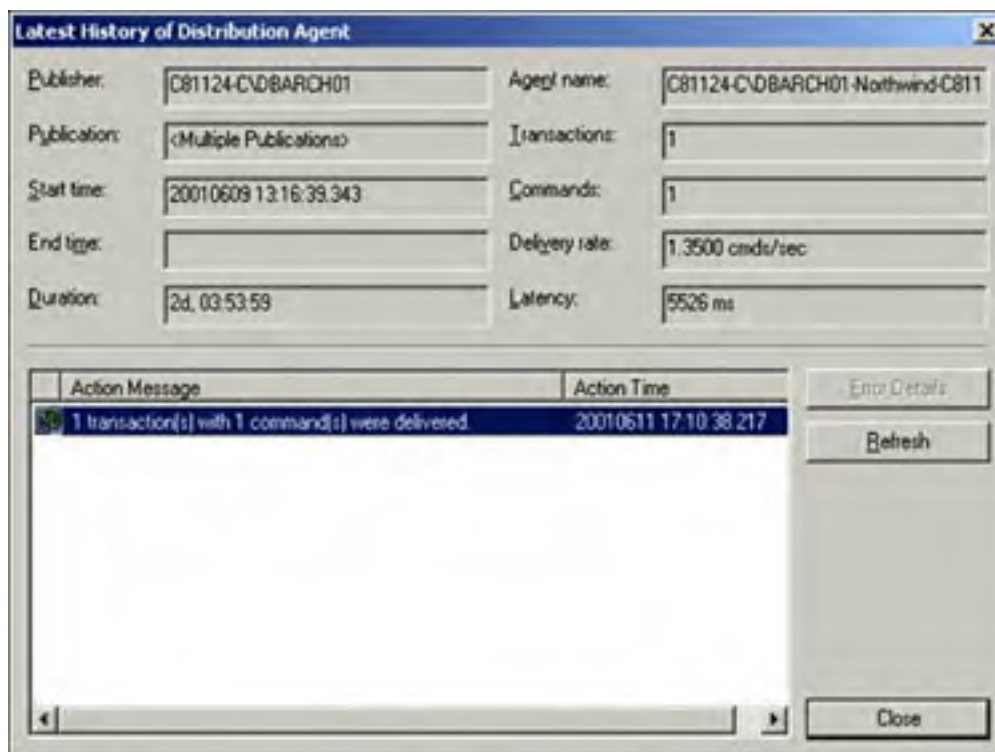 Latest History of Distribution Agent
Publisher: C81124-C\DBARCH01
Agent name: C81124-C\DBARCH01-Northwind-C811
Publication: <Multiple Publications>
Transactions: 1
Start time: 20010609 13:16:39.343
Commands: 1
End time:
Delivery rate: 1.3500 cmds/sec
Duration: 2d, 03:53:59
Latency: 5526 ms
Action Message Action Time
1 transaction(s) with 1 command(s) were delivered. 20010611 17:10:38.217
Error Details
Refresh
Close